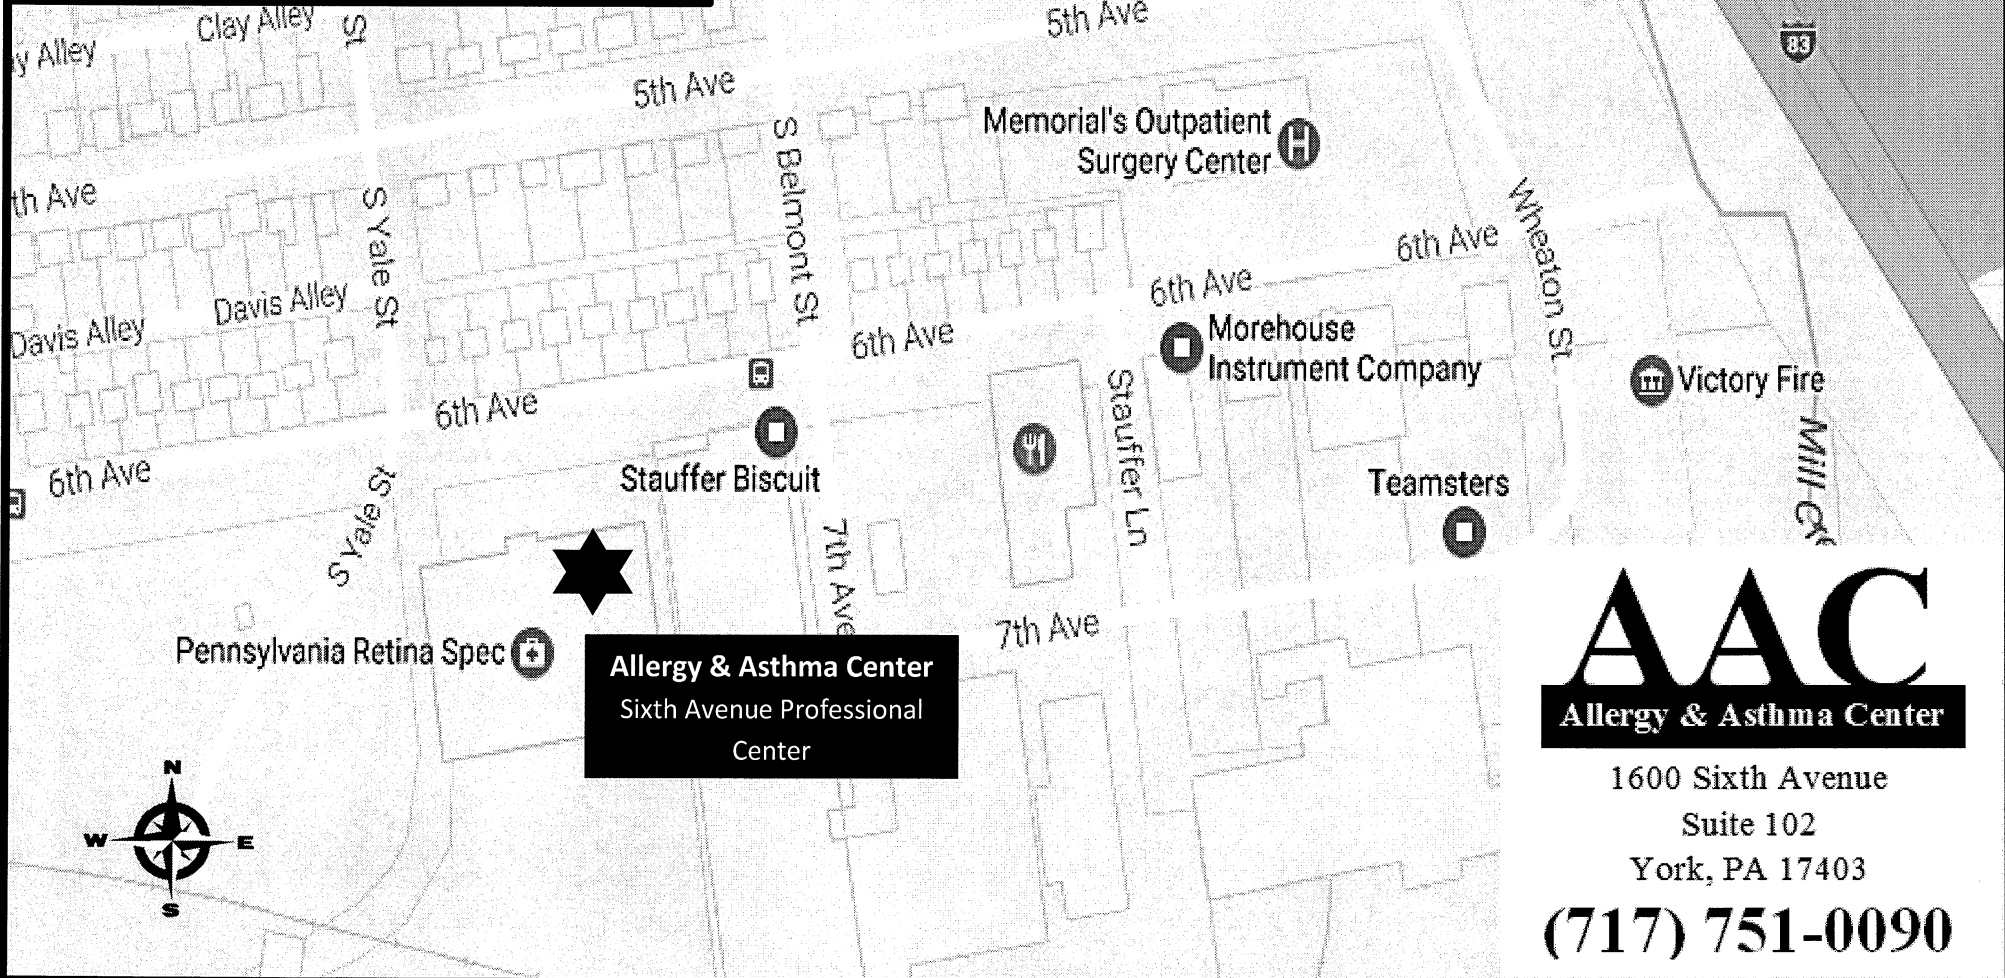 Clay Alley
St
5th Ave
83
y Alley
5th Ave
Memorial's Outpatient
Surgery Center
S Belmont St
th Ave
S Yale St
Wheaton St
6th Ave
Davis Alley
Davis Alley
6th Ave
6th Ave
Morehouse
Instrument Company
Stauffer Ln
Victory Fire
6th Ave
Mill Cre
Stauffer Biscuit
6th Ave
S Yale St
Teamsters
7th Ave
7th Ave
Pennsylvania Retina Spec
Allergy & Asthma Center
Sixth Avenue Professional
Center
N
W
E
S
AAC
Allergy & Asthma Center
1600 Sixth Avenue
Suite 102
York, PA 17403
(717) 751-0090